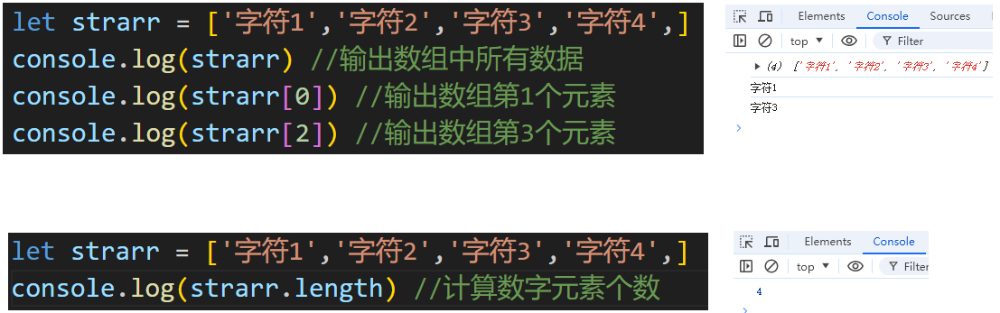 let strarr = ['字符1','字符2','字符3','字符4',]
console.log(strarr) //输出数组中所有数据
console.log(strarr[0]) //输出数组第1个元素
console.log(strarr[2]) //输出数组第3个元素
Elements Console Sources
top Filter
(4) ['字符1', '字符2', '字符3', '字符4']
字符1
字符3
let strarr = ['字符1','字符2','字符3','字符4',]
console.log(strarr.length) //计算数字元素个数
Elements Console
top Filter
4